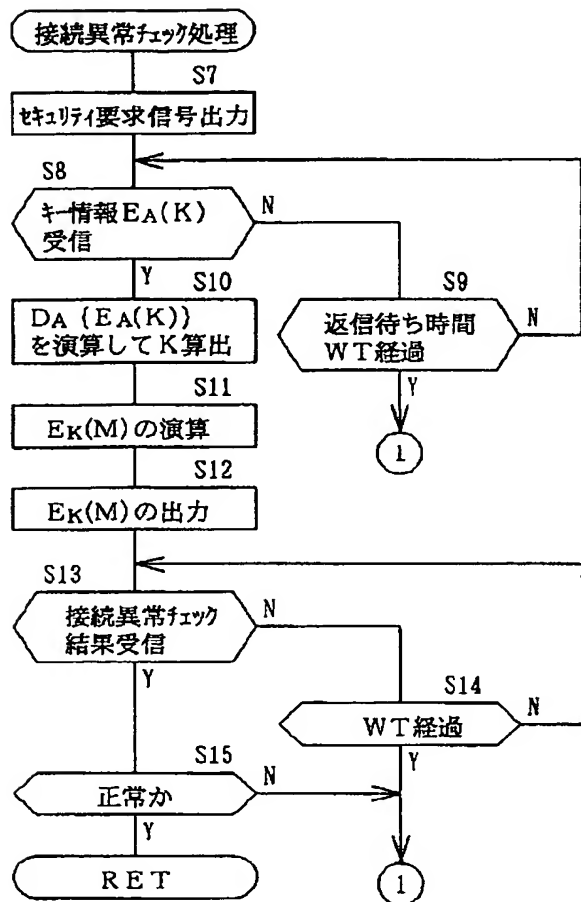 接続異常チェック処理
S7
セキュリティ要求信号出力
S8
キー情報EA(K)
受信
N
Y
S9
返信待ち時間
WT経過
N
Y
1
S10
DA {EA(K)}
を演算してK算出
S11
EK(M)の演算
S12
EK(M)の出力
S13
接続異常チェック
結果受信
N
Y
S14
WT経過
N
Y
S15
正常か
N
Y
RET
1